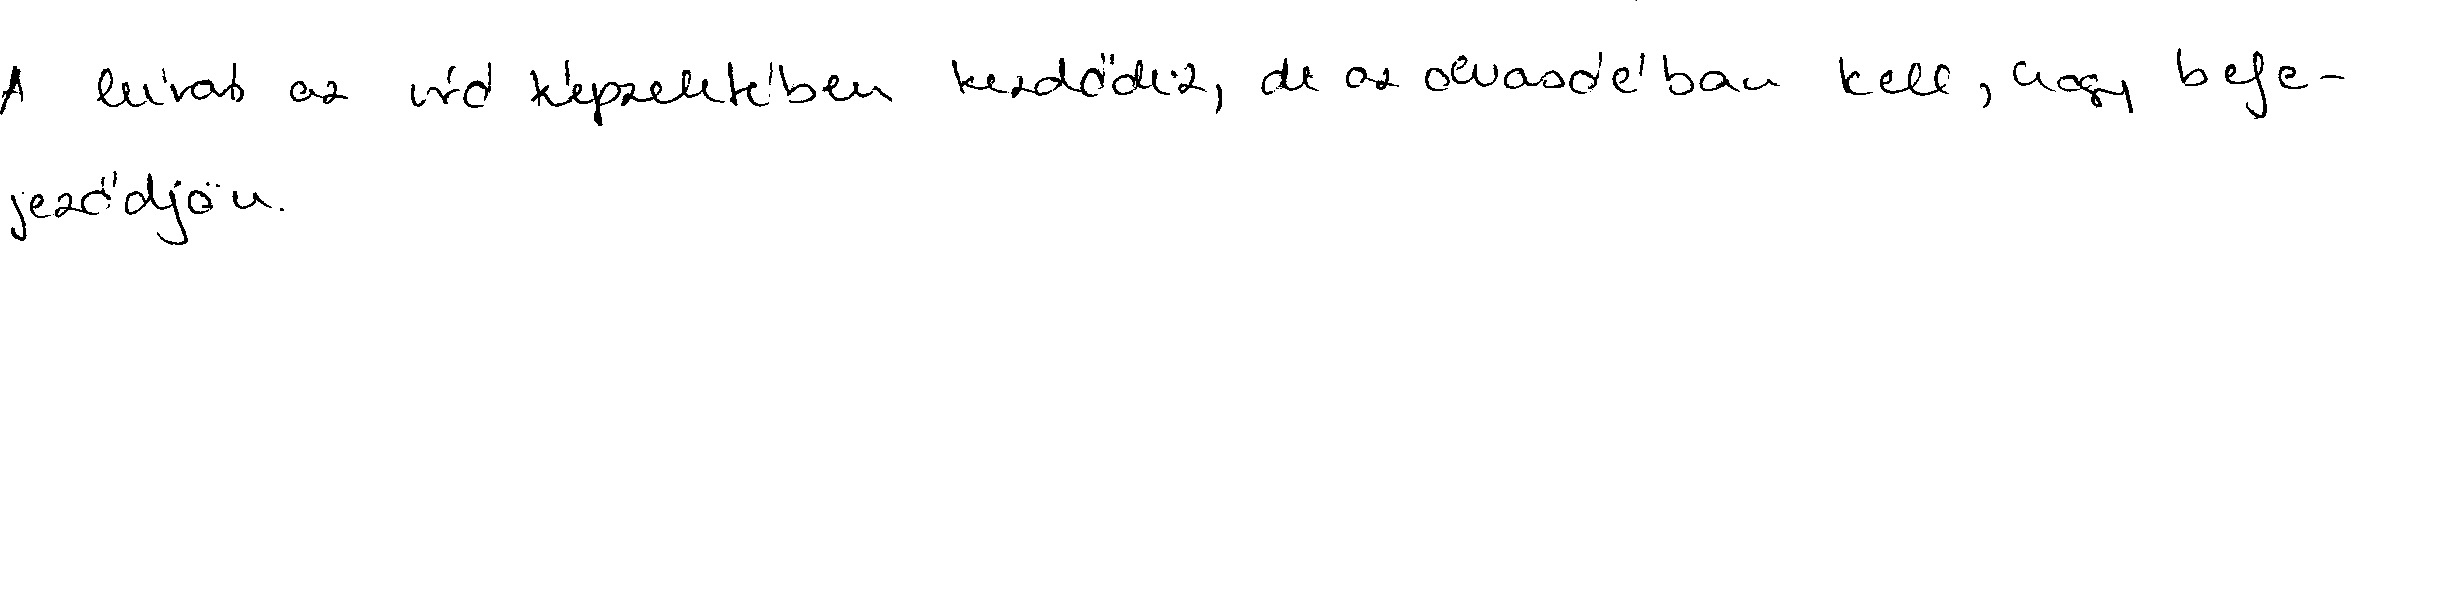 A leírás az író képzeletében kezdődik, de az olvasóéban kell, hogy befe-
jeződjön.